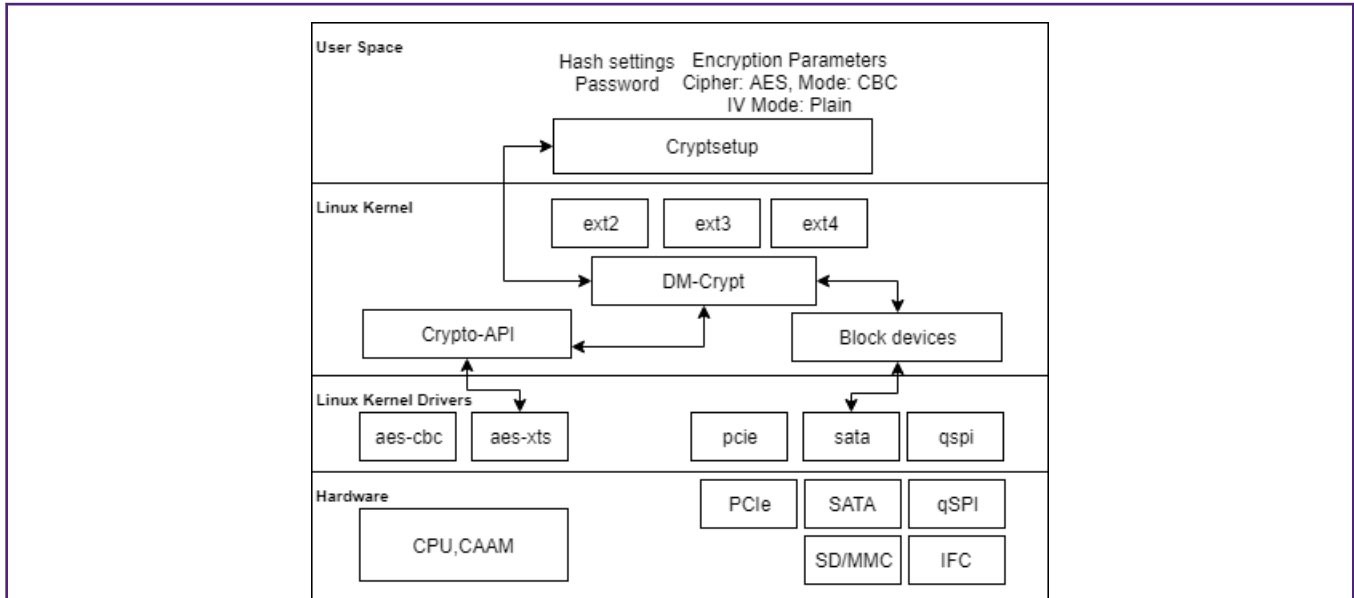 User Space
Hash settings
Password
Encryption Parameters
Cipher: AES, Mode: CBC
IV Mode: Plain
Cryptsetup
Linux Kernel
ext2
ext3
ext4
DM-Crypt
Crypto-API
Block devices
Linux Kernel Drivers
aes-cbc
aes-xts
pcie
sata
qspi
Hardware
PCIe
SATA
qSPI
CPU,CAAM
SD/MMC
IFC